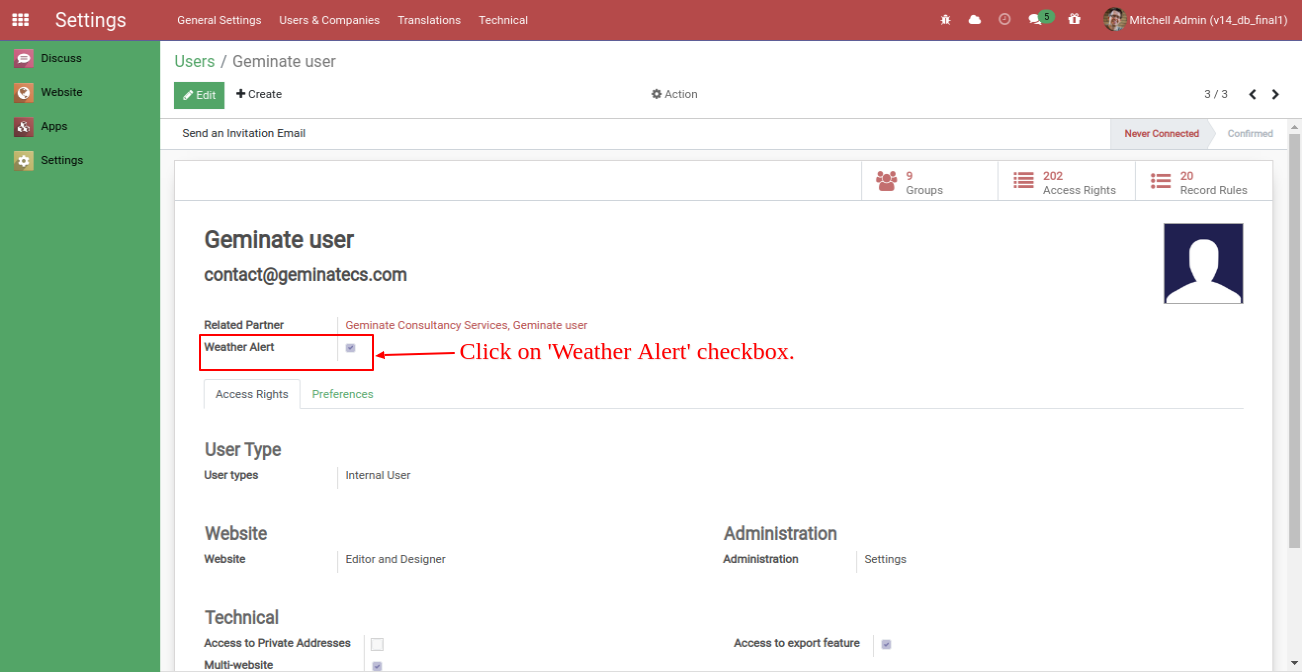 Settings General Settings Users & Companies Translations Technical 5 Mitchell Admin (v14_db_final1)
Discuss
Website
Apps
Settings
Users / Geminate user
Edit Create Action 3 / 3
Send an Invitation Email Never Connected Confirmed
9 Groups
202 Access Rights
20 Record Rules
Geminate user
contact@geminatecs.com
Related Partner Geminate Consultancy Services, Geminate user
Weather Alert
Click on 'Weather Alert' checkbox.
Access Rights Preferences
User Type
User types Internal User
Website Administration
Website Editor and Designer Administration Settings
Technical
Access to Private Addresses Access to export feature
Multi-website